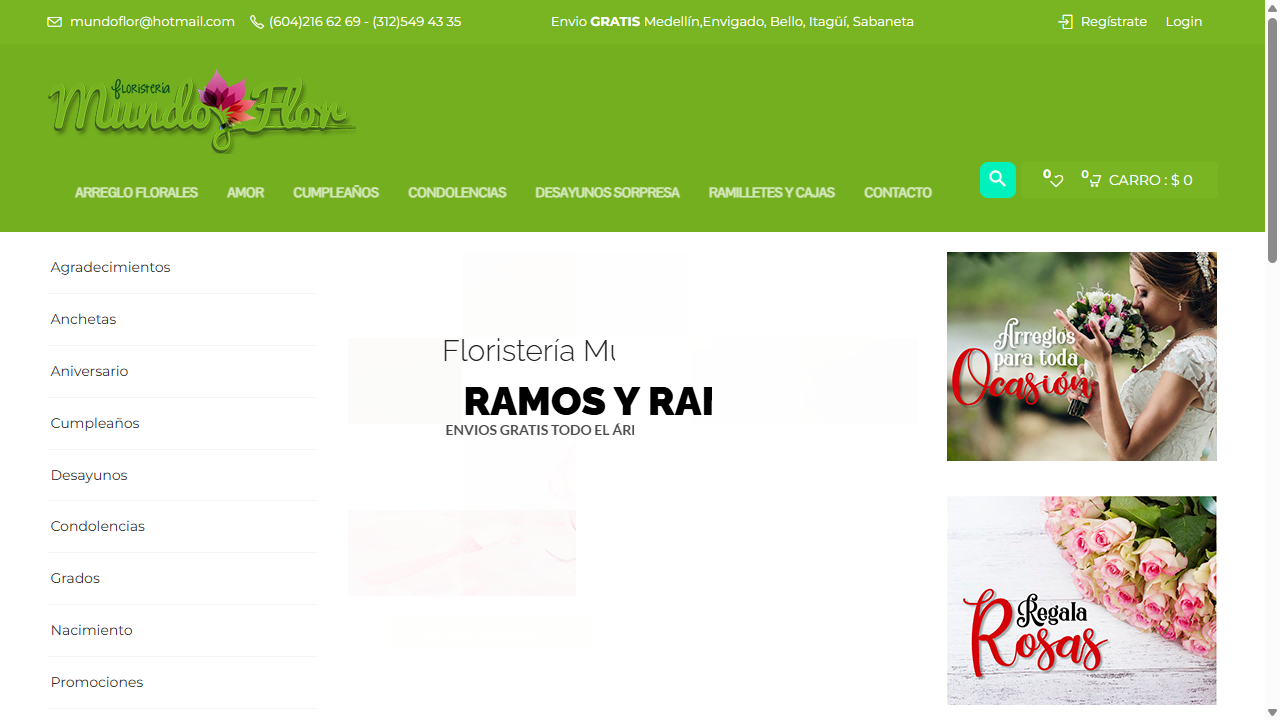 mundoflor@hotmail.com (604)216 62 69 - (312)549 43 35 Envio GRATIS Medellín,Envigado, Bello, Itagüí, Sabaneta Regístrate Login
floristería
Mundo Flor
ARREGLO FLORALES AMOR CUMPLEAÑOS CONDOLENCIAS DESAYUNOS SORPRESA RAMILLETES Y CAJAS CONTACTO
0 0 CARRO : $ 0
Agradecimientos
Anchetas
Aniversario
Cumpleaños
Desayunos
Condolencias
Grados
Nacimiento
Promociones
Floristería Mu
RAMOS Y RA
ENVIOS GRATIS TODO EL ÁR
Arreglos
para toda
Ocasión
Regala
Rosas